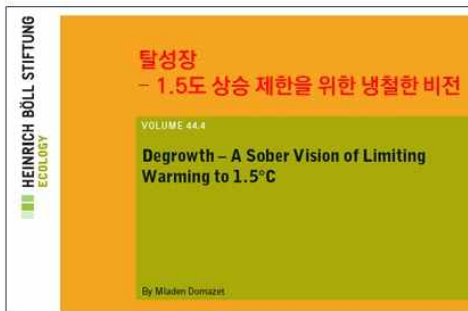 HEINRICH BÖLL STIFTUNG
ECOLOGY
탈성장
– 1.5도 상승 제한을 위한 냉철한 비전
VOLUME 44.4
Degrowth – A Sober Vision of Limiting
Warming to 1.5°C
By Mladen Domazet